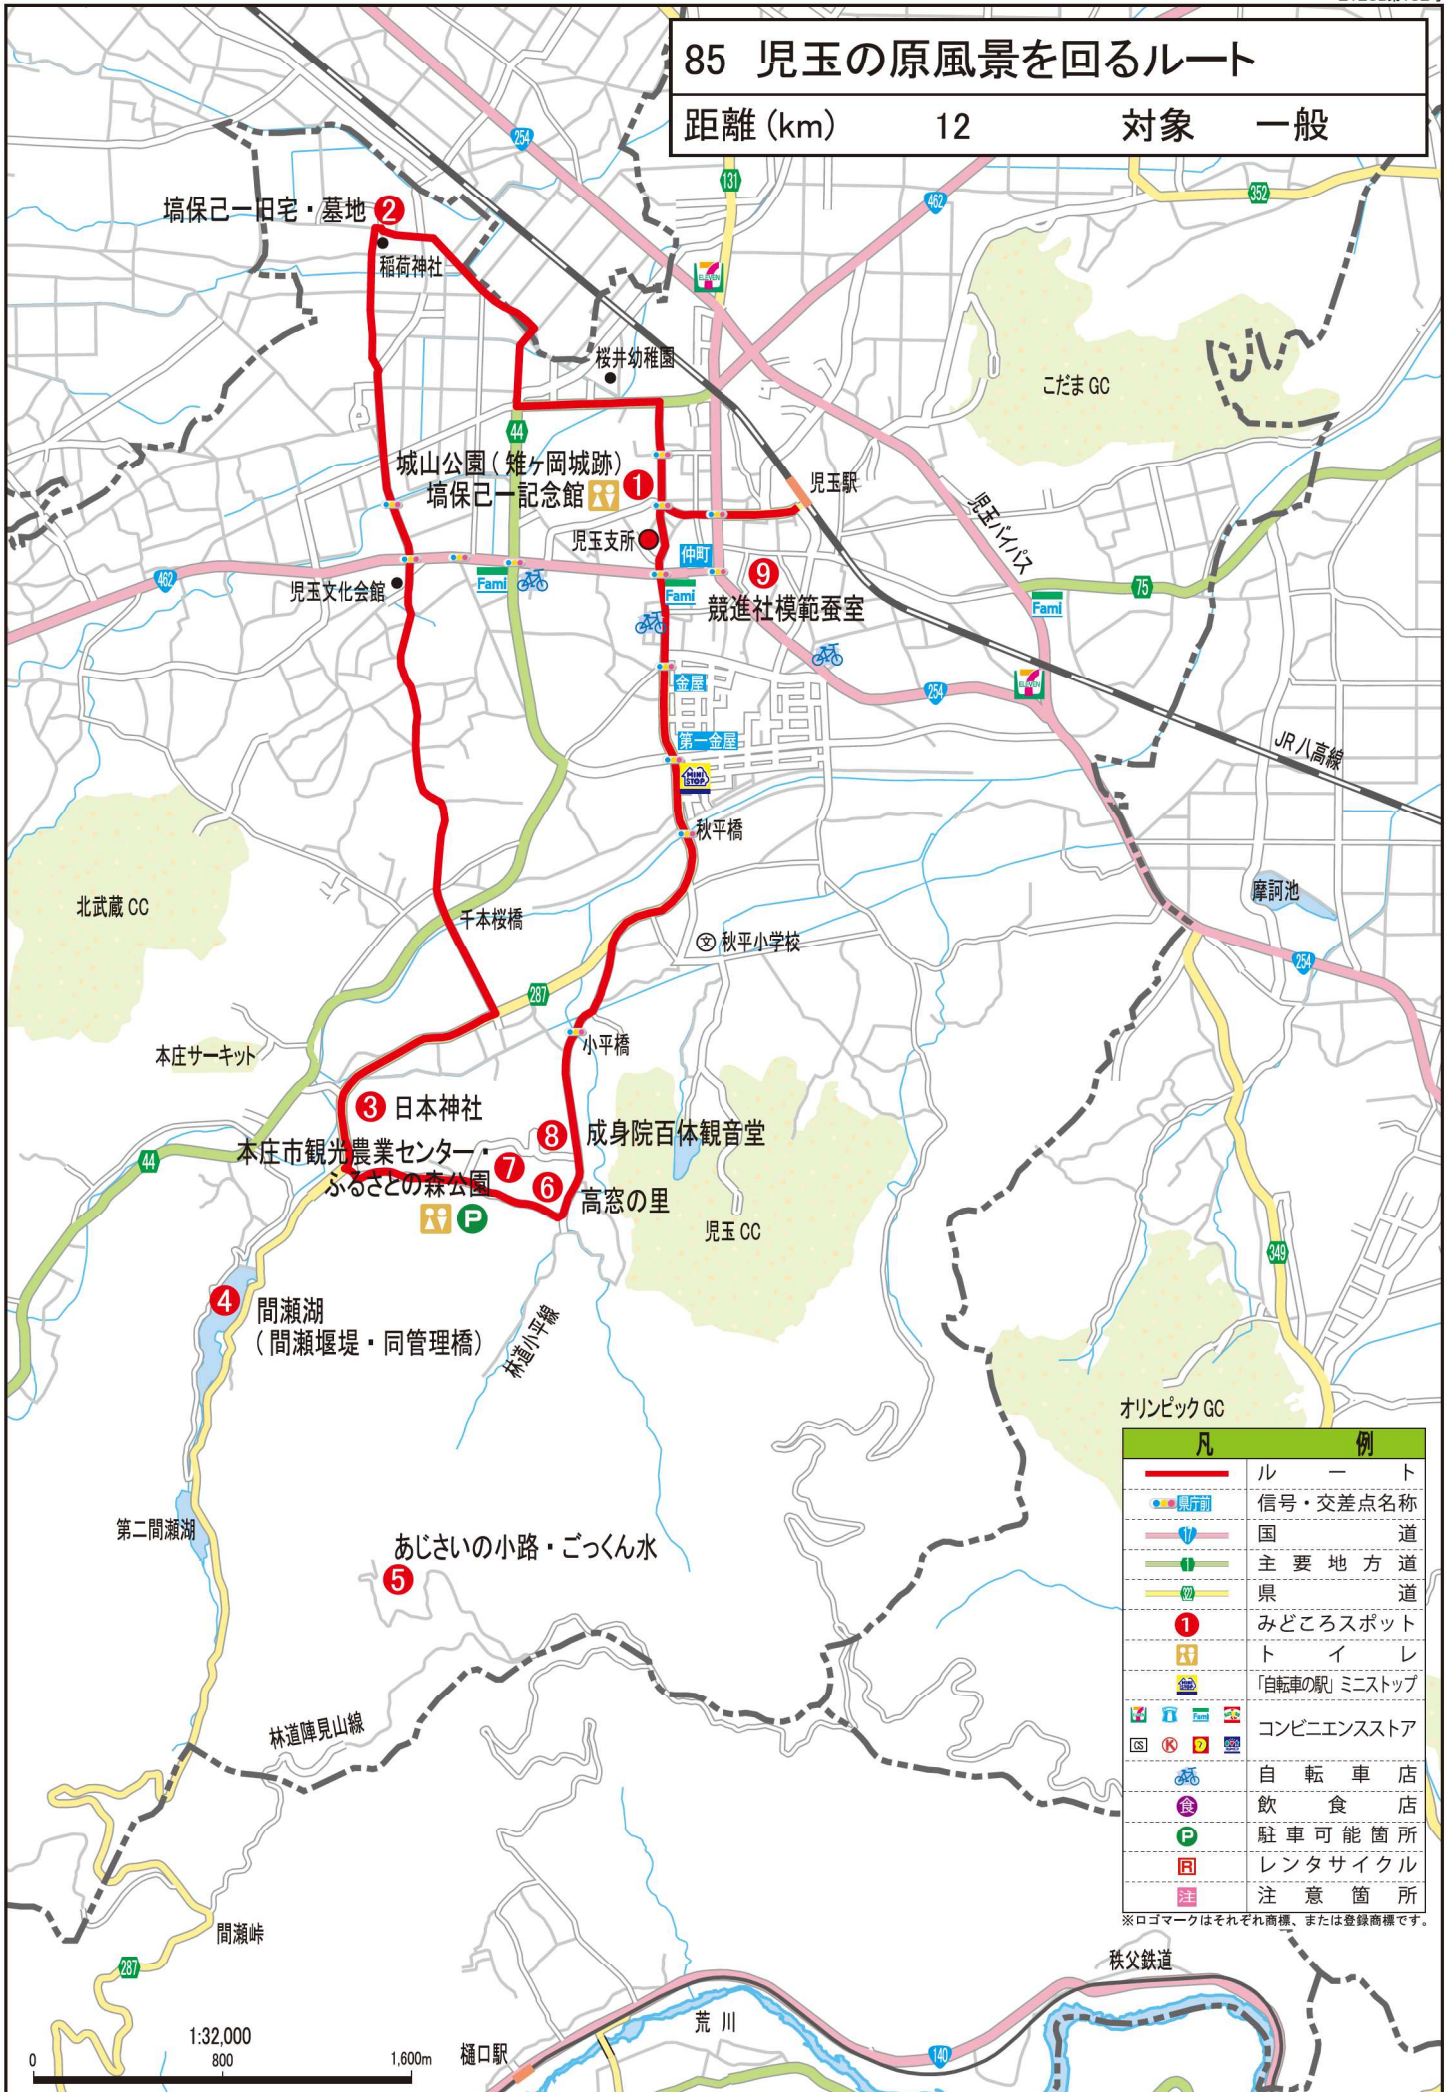 85 児玉の原風景を回るルート
距離(km) 12 対象 一般
254
131
462
352
塙保己一旧宅・墓地 2
稲荷神社
桜井幼稚園
こだま GC
44
城山公園(雉ヶ岡城跡)
塙保己一記念館 1
児玉駅
児玉バイパス
児玉支所
仲町
462
児玉文化会館
Fami
Fami
9
競進社模範蚕室
75
Fami
金屋
254
第一金屋
MINI STOP
JR八高線
秋平橋
北武蔵 CC
千本桜橋
摩訶池
秋平小学校
254
287
本庄サーキット
小平橋
3 日本神社
8 成身院百体観音堂
44
本庄市観光農業センター・
ふるさとの森公園
7
6 高窓の里
P
児玉 CC
349
4 間瀬湖
(間瀬堰堤・同管理橋)
林道小平線
オリンピック GC
第二間瀬湖
あじさいの小路・ごっくん水
5
林道陣見山線
間瀬峠
287
秩父鉄道
荒川
樋口駅
140
1:32,000
0 800 1,600m
凡例
ルート
県庁前 信号・交差点名称
17 国道
1 主要地方道
県道
1 みどころスポット
トイレ
「自転車の駅」ミニストップ
コンビニエンスストア
自転車店
食 飲食店
P 駐車可能箇所
R レンタサイクル
注 注意箇所
※ロゴマークはそれぞれ商標、または登録商標です。